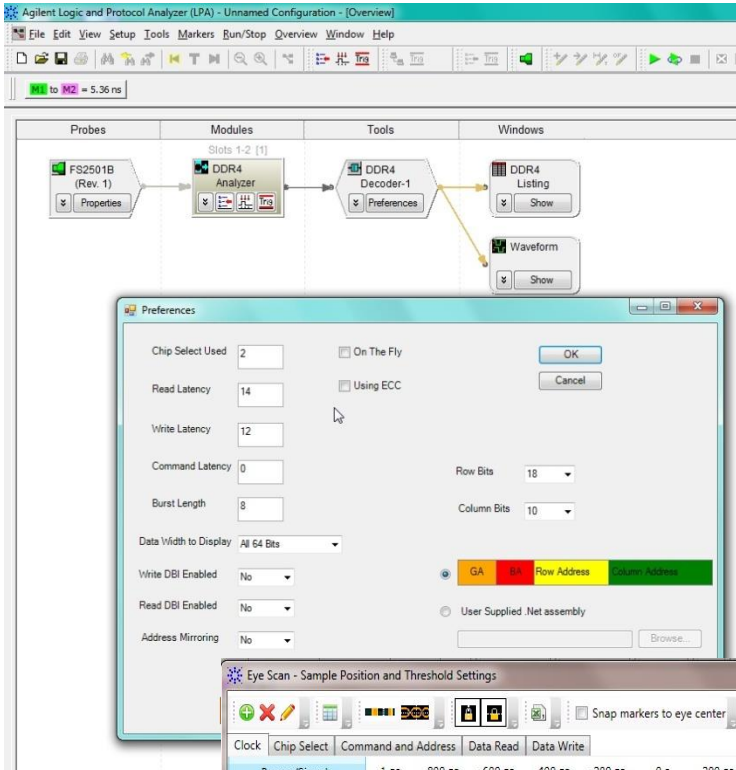 Agilent Logic and Protocol Analyzer (LPA) - Unnamed Configuration - [Overview]
File Edit View Setup Tools Markers Run/Stop Overview Window Help
M1 to M2 = 5.36 ns
Probes Modules Tools Windows
Slots 1-2 [1]
FS2501B (Rev. 1)
Properties
DDR4 Analyzer
Trig
DDR4 Decoder-1
Preferences
DDR4 Listing
Show
Waveform
Show
Preferences
Chip Select Used 2 On The Fly OK
Read Latency 14 Using ECC Cancel
Write Latency 12
Command Latency 0 Row Bits 18
Burst Length 8 Column Bits 10
Data Width to Display All 64 Bits
Write DBI Enabled No GA BA Row Address Column Address
Read DBI Enabled No User Supplied .Net assembly
Address Mirroring No Browse...
Eye Scan - Sample Position and Threshold Settings
Snap markers to eye center
Clock Chip Select Command and Address Data Read Data Write